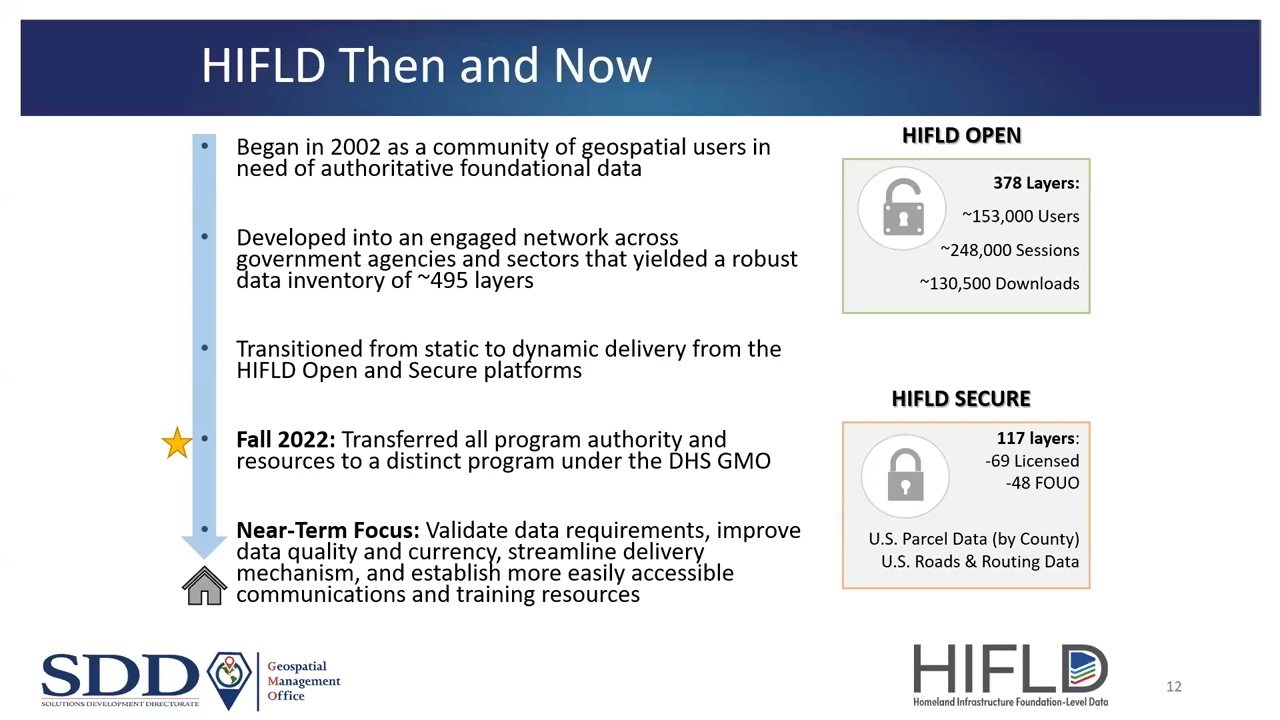 HIFLD Then and Now
• Began in 2002 as a community of geospatial users in
need of authoritative foundational data
• Developed into an engaged network across
government agencies and sectors that yielded a robust
data inventory of ~495 layers
• Transitioned from static to dynamic delivery from the
HIFLD Open and Secure platforms
• Fall 2022: Transferred all program authority and
resources to a distinct program under the DHS GMO
• Near-Term Focus: Validate data requirements, improve
data quality and currency, streamline delivery
mechanism, and establish more easily accessible
communications and training resources
HIFLD OPEN
378 Layers:
~153,000 Users
~248,000 Sessions
~130,500 Downloads
HIFLD SECURE
117 layers:
-69 Licensed
-48 FOUO
U.S. Parcel Data (by County)
U.S. Roads & Routing Data
SDD
SOLUTIONS DEVELOPMENT DIRECTORATE
Geospatial
Management
Office
HIFLD
Homeland Infrastructure Foundation-Level Data
12